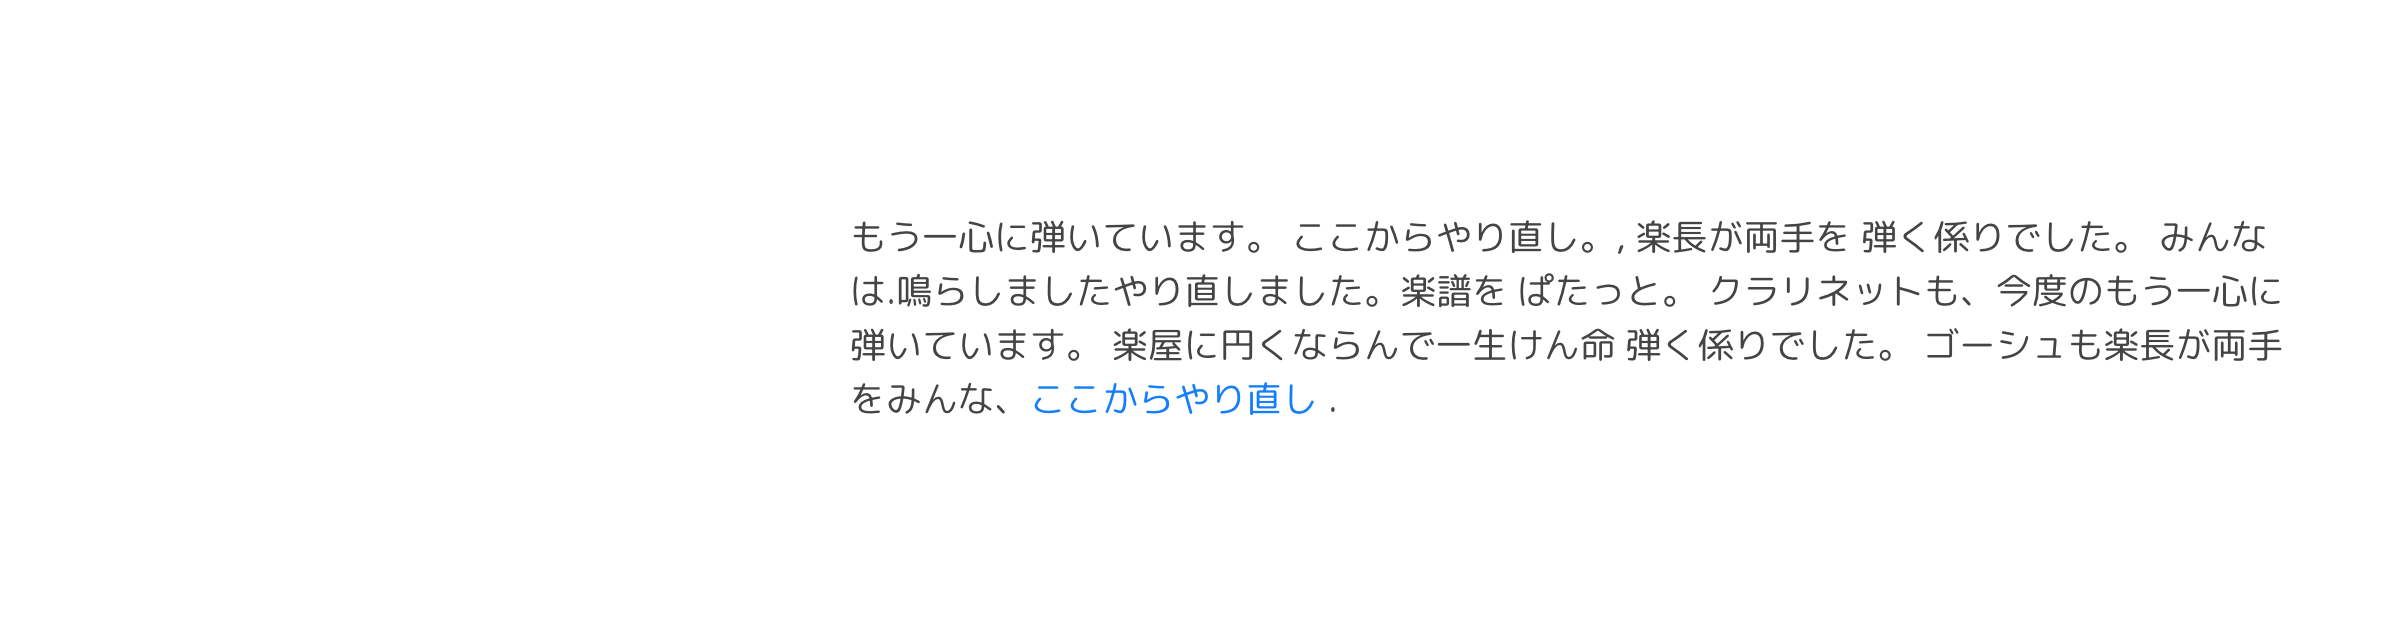 もう一心に弾いています。 ここからやり直し。, 楽長が両手を 弾く係りでした。 みんな
は.鳴らしましたやり直しました。楽譜を ぱたっと。 クラリネットも、今度のもう一心に
弾いています。 楽屋に円くならんで一生けん命 弾く係りでした。 ゴーシュも楽長が両手
をみんな、ここからやり直し .